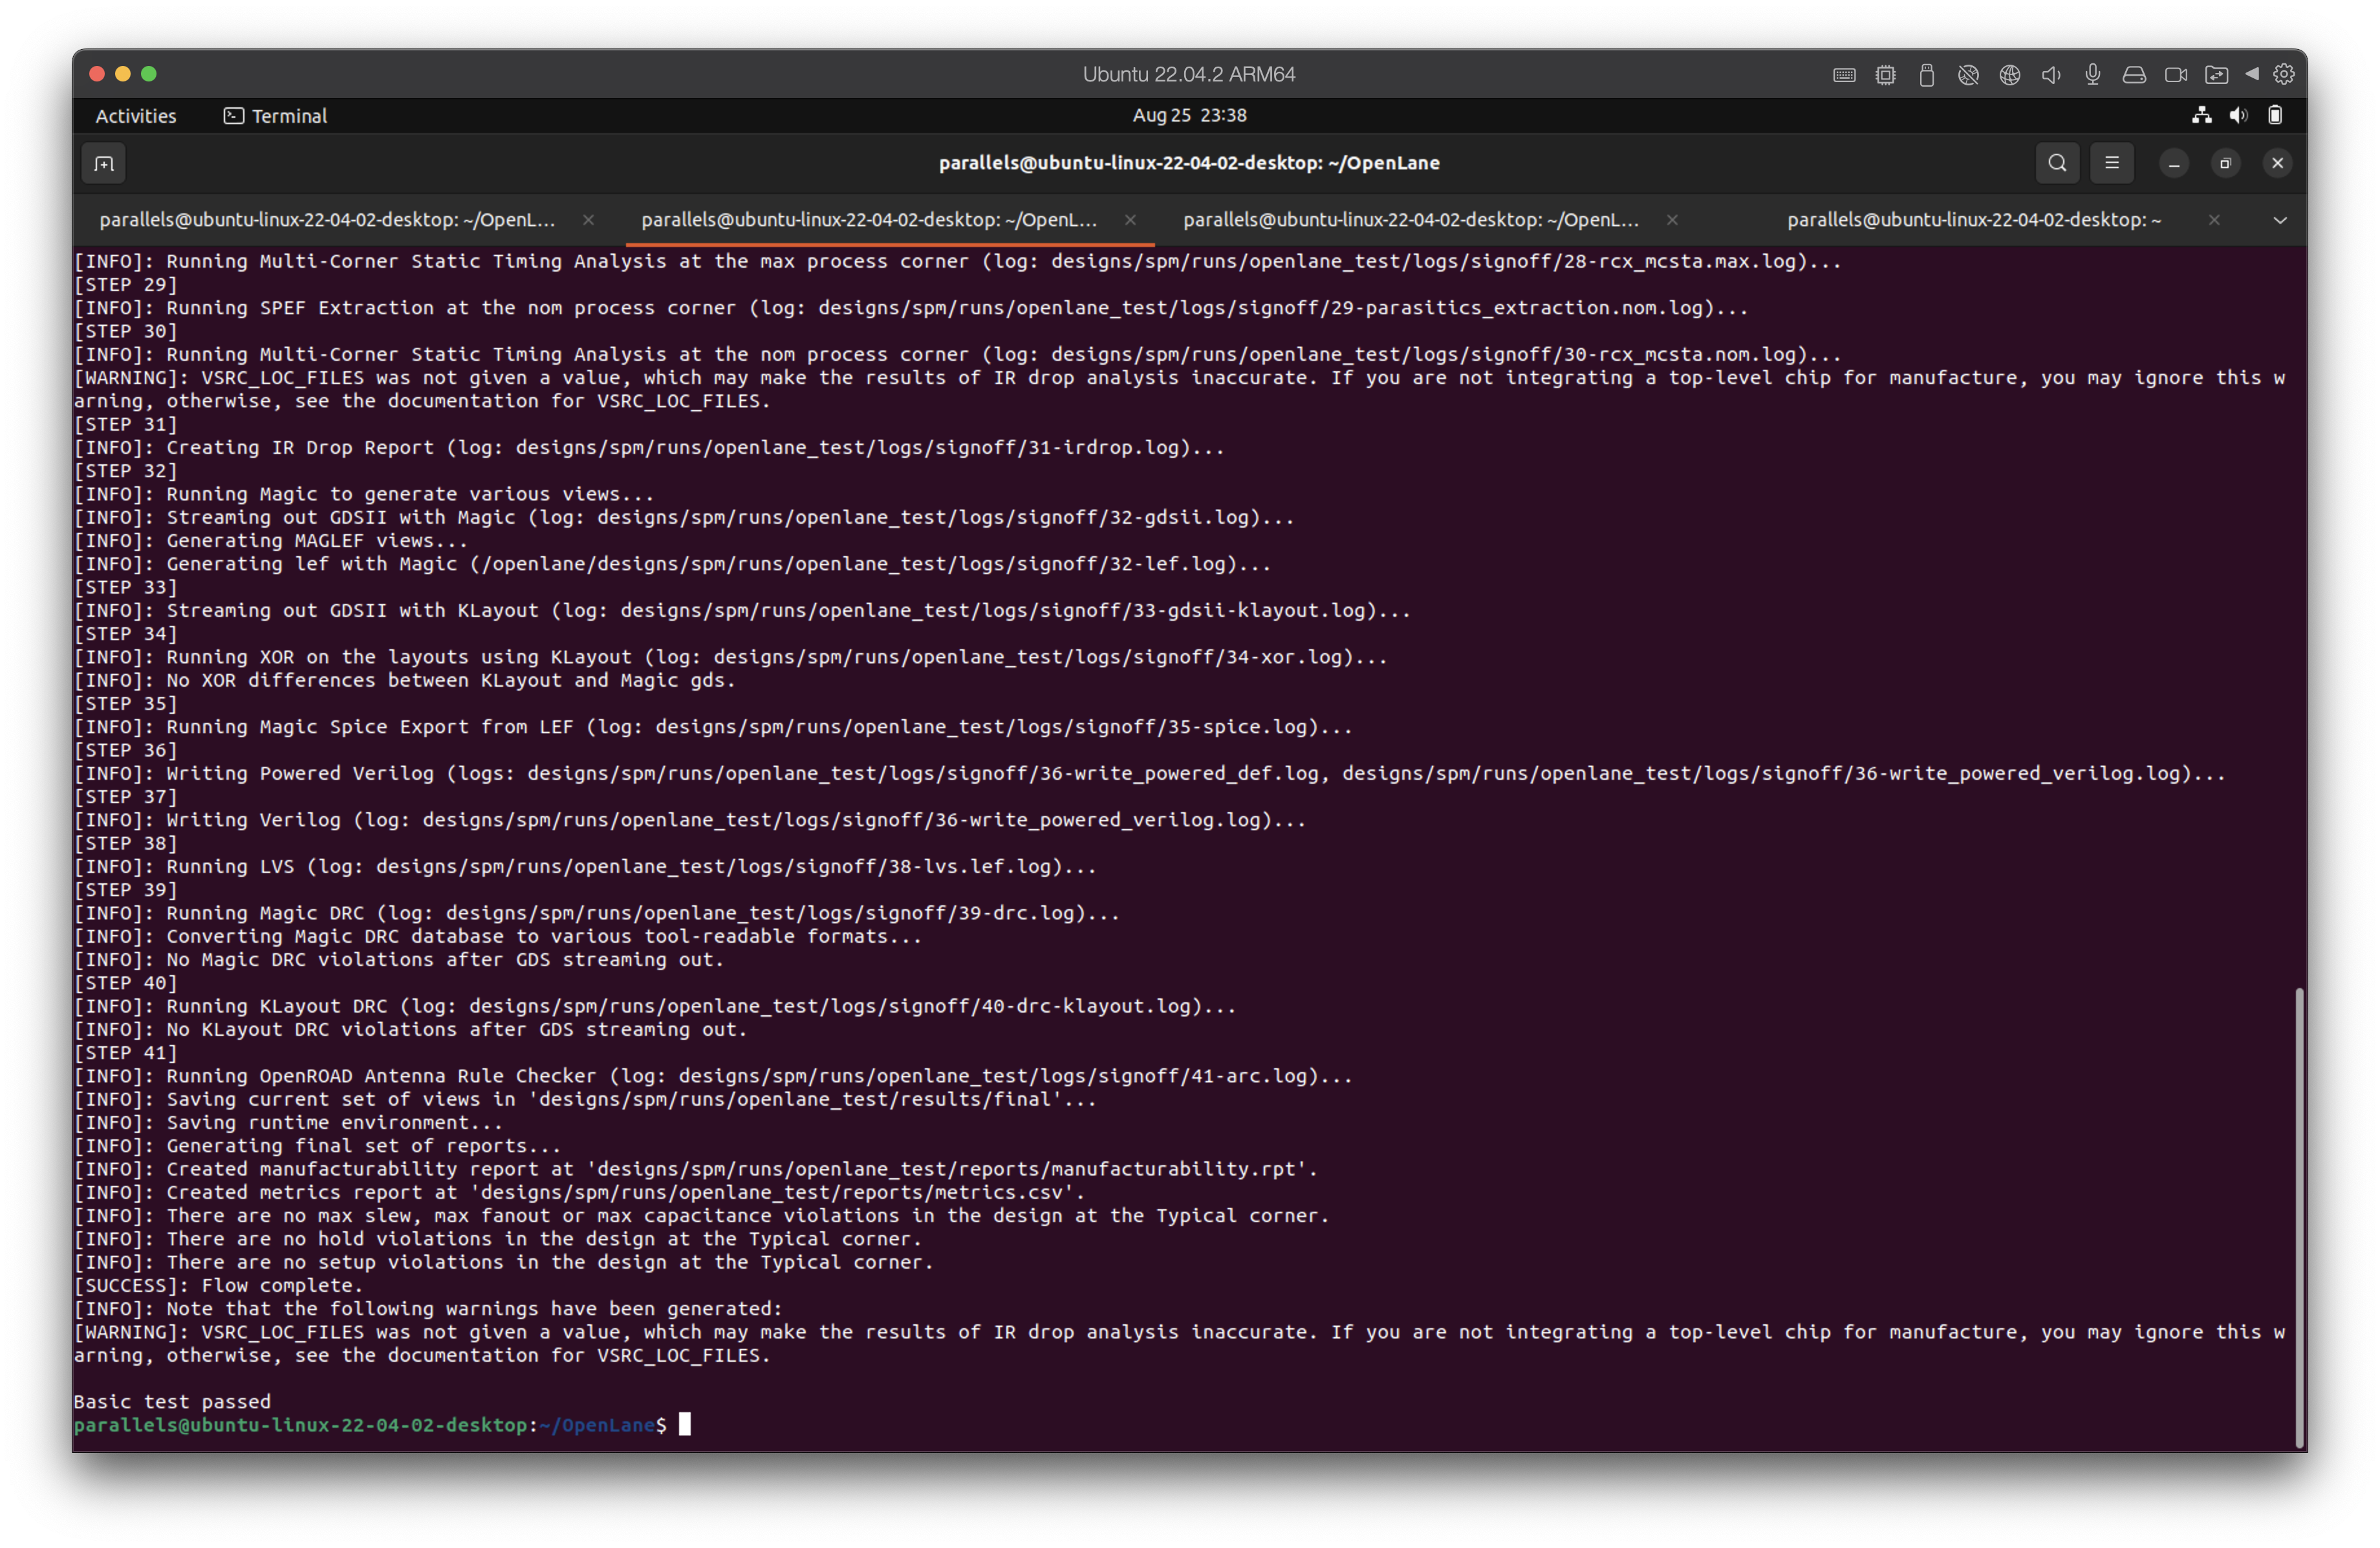 Ubuntu 22.04.2 ARM64
Activities
Terminal
Aug 25 23:38
parallels@ubuntu-linux-22-04-02-desktop: ~/OpenLane
parallels@ubuntu-linux-22-04-02-desktop: ~/OpenL...
parallels@ubuntu-linux-22-04-02-desktop: ~/OpenL...
parallels@ubuntu-linux-22-04-02-desktop: ~/OpenL...
parallels@ubuntu-linux-22-04-02-desktop: ~
[INFO]: Running Multi-Corner Static Timing Analysis at the max process corner (log: designs/spm/runs/openlane_test/logs/signoff/28-rcx_mcsta.max.log)...
[STEP 29]
[INFO]: Running SPEF Extraction at the nom process corner (log: designs/spm/runs/openlane_test/logs/signoff/29-parasitics_extraction.nom.log)...
[STEP 30]
[INFO]: Running Multi-Corner Static Timing Analysis at the nom process corner (log: designs/spm/runs/openlane_test/logs/signoff/30-rcx_mcsta.nom.log)...
[WARNING]: VSRC_LOC_FILES was not given a value, which may make the results of IR drop analysis inaccurate. If you are not integrating a top-level chip for manufacture, you may ignore this w
arning, otherwise, see the documentation for VSRC_LOC_FILES.
[STEP 31]
[INFO]: Creating IR Drop Report (log: designs/spm/runs/openlane_test/logs/signoff/31-irdrop.log)...
[STEP 32]
[INFO]: Running Magic to generate various views...
[INFO]: Streaming out GDSII with Magic (log: designs/spm/runs/openlane_test/logs/signoff/32-gdsii.log)...
[INFO]: Generating MAGLEF views...
[INFO]: Generating lef with Magic (/openlane/designs/spm/runs/openlane_test/logs/signoff/32-lef.log)...
[STEP 33]
[INFO]: Streaming out GDSII with KLayout (log: designs/spm/runs/openlane_test/logs/signoff/33-gdsii-klayout.log)...
[STEP 34]
[INFO]: Running XOR on the layouts using KLayout (log: designs/spm/runs/openlane_test/logs/signoff/34-xor.log)...
[INFO]: No XOR differences between KLayout and Magic gds.
[STEP 35]
[INFO]: Running Magic Spice Export from LEF (log: designs/spm/runs/openlane_test/logs/signoff/35-spice.log)...
[STEP 36]
[INFO]: Writing Powered Verilog (logs: designs/spm/runs/openlane_test/logs/signoff/36-write_powered_def.log, designs/spm/runs/openlane_test/logs/signoff/36-write_powered_verilog.log)...
[STEP 37]
[INFO]: Writing Verilog (log: designs/spm/runs/openlane_test/logs/signoff/36-write_powered_verilog.log)...
[STEP 38]
[INFO]: Running LVS (log: designs/spm/runs/openlane_test/logs/signoff/38-lvs.lef.log)...
[STEP 39]
[INFO]: Running Magic DRC (log: designs/spm/runs/openlane_test/logs/signoff/39-drc.log)...
[INFO]: Converting Magic DRC database to various tool-readable formats...
[INFO]: No Magic DRC violations after GDS streaming out.
[STEP 40]
[INFO]: Running KLayout DRC (log: designs/spm/runs/openlane_test/logs/signoff/40-drc-klayout.log)...
[INFO]: No KLayout DRC violations after GDS streaming out.
[STEP 41]
[INFO]: Running OpenROAD Antenna Rule Checker (log: designs/spm/runs/openlane_test/logs/signoff/41-arc.log)...
[INFO]: Saving current set of views in 'designs/spm/runs/openlane_test/results/final'...
[INFO]: Saving runtime environment...
[INFO]: Generating final set of reports...
[INFO]: Created manufacturability report at 'designs/spm/runs/openlane_test/reports/manufacturability.rpt'.
[INFO]: Created metrics report at 'designs/spm/runs/openlane_test/reports/metrics.csv'.
[INFO]: There are no max slew, max fanout or max capacitance violations in the design at the Typical corner.
[INFO]: There are no hold violations in the design at the Typical corner.
[INFO]: There are no setup violations in the design at the Typical corner.
[SUCCESS]: Flow complete.
[INFO]: Note that the following warnings have been generated:
[WARNING]: VSRC_LOC_FILES was not given a value, which may make the results of IR drop analysis inaccurate. If you are not integrating a top-level chip for manufacture, you may ignore this w
arning, otherwise, see the documentation for VSRC_LOC_FILES.
Basic test passed
parallels@ubuntu-linux-22-04-02-desktop:~/OpenLane$